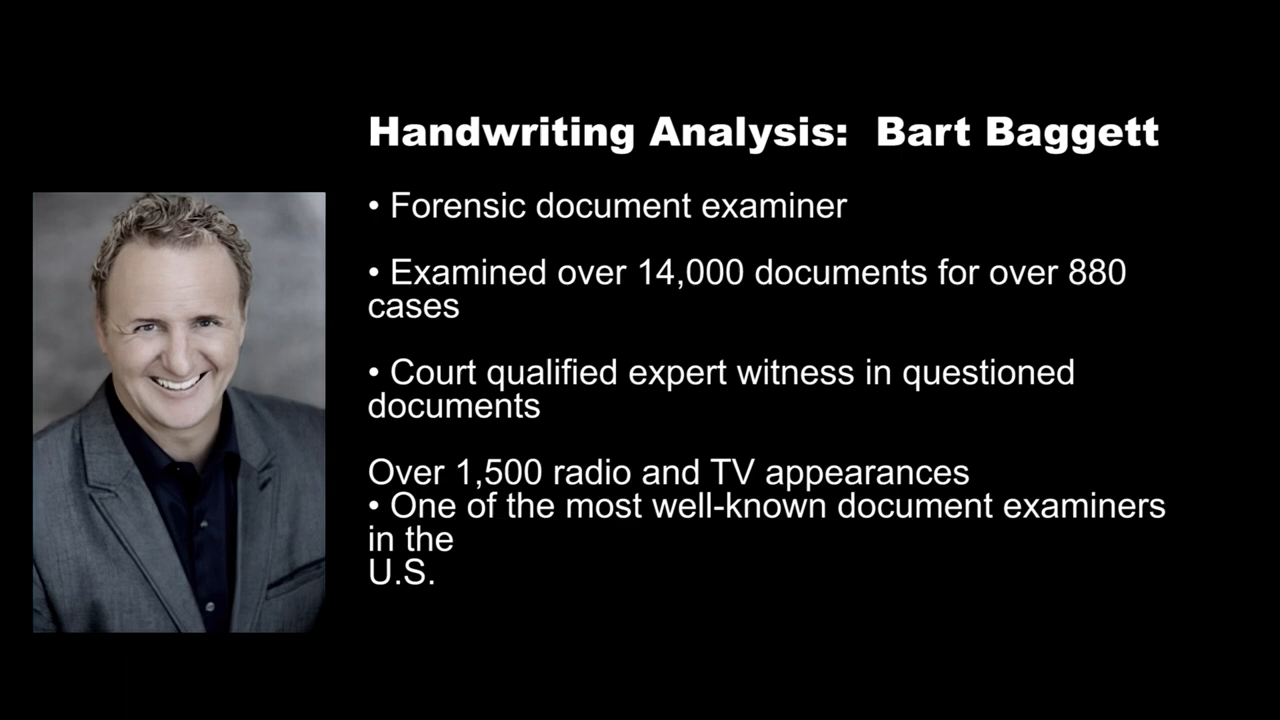 Handwriting Analysis:  Bart Baggett
• Forensic document examiner
• Examined over 14,000 documents for over 880
cases
• Court qualified expert witness in questioned
documents
Over 1,500 radio and TV appearances
• One of the most well-known document examiners
in the
U.S.